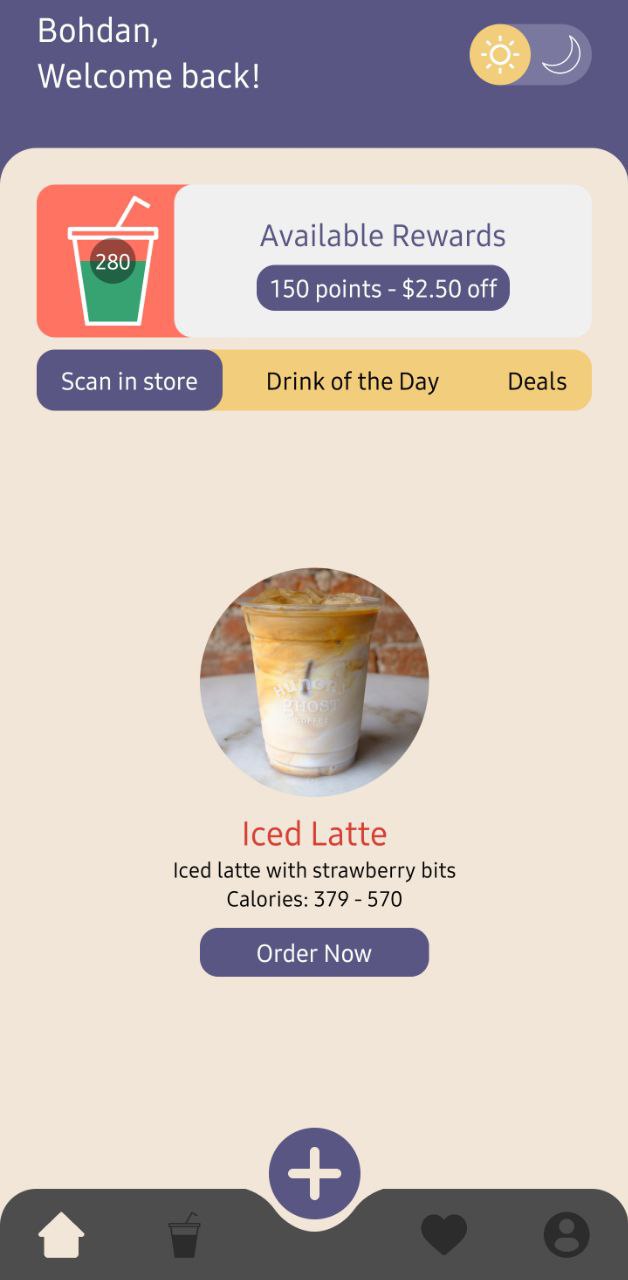 Bohdan,
Welcome back!
280
Available Rewards
150 points - $2.50 off
Scan in store
Drink of the Day
Deals
HUNGRY
GHOST
COFFEE
Iced Latte
Iced latte with strawberry bits
Calories: 379 - 570
Order Now